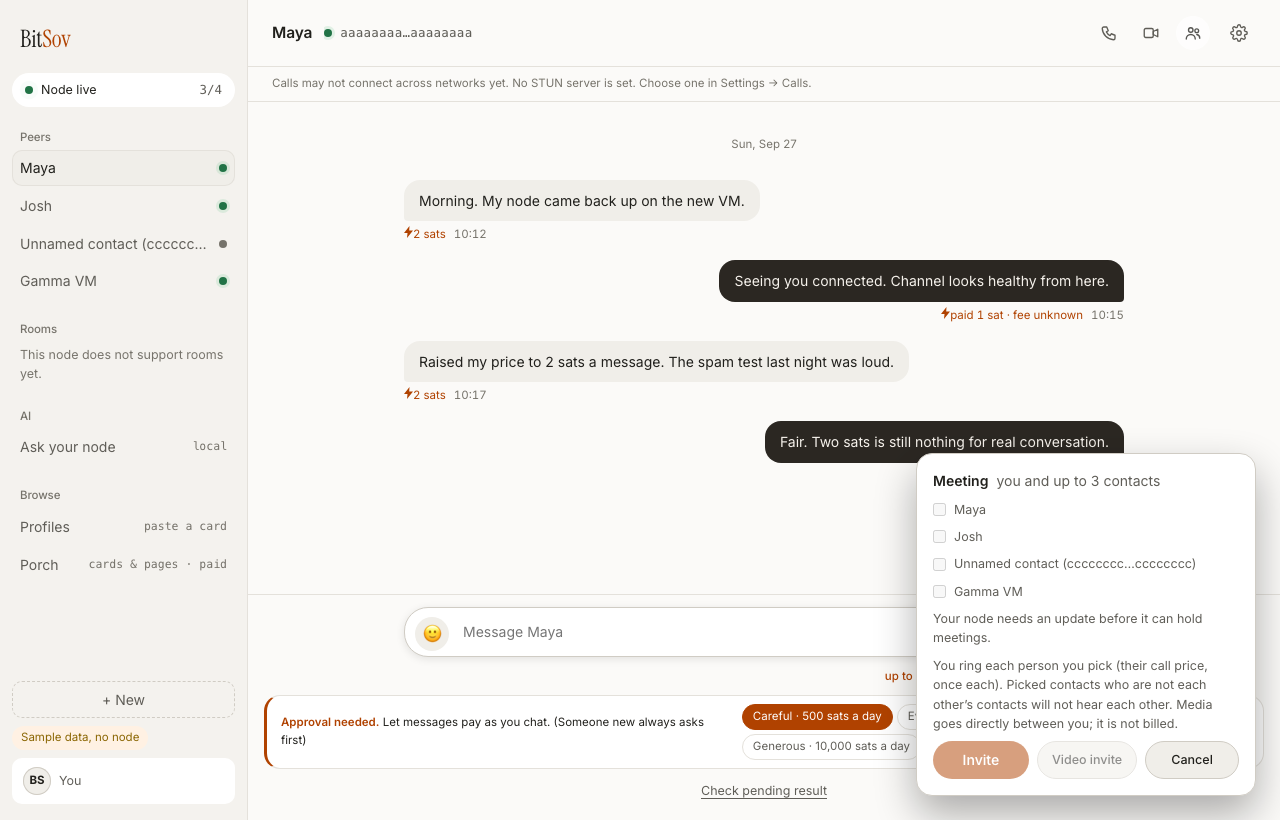 BitSov
Node live 3/4
Peers
Maya
Josh
Unnamed contact (cccccc...
Gamma VM
Rooms
This node does not support rooms
yet.
AI
Ask your node local
Browse
Profiles paste a card
Porch cards & pages · paid
+ New
Sample data, no node
BS You
Maya aaaaaaaa…aaaaaaaa
Calls may not connect across networks yet. No STUN server is set. Choose one in Settings → Calls.
Sun, Sep 27
Morning. My node came back up on the new VM.
2 sats 10:12
Seeing you connected. Channel looks healthy from here.
paid 1 sat · fee unknown 10:15
Raised my price to 2 sats a message. The spam test last night was loud.
2 sats 10:17
Fair. Two sats is still nothing for real conversation.
Message Maya
up to
Approval needed. Let messages pay as you chat. (Someone new always asks
first)
Careful · 500 sats a day
Generous · 10,000 sats a day
Check pending result
Meeting you and up to 3 contacts
Maya
Josh
Unnamed contact (cccccccc…cccccccc)
Gamma VM
Your node needs an update before it can hold
meetings.
You ring each person you pick (their call price,
once each). Picked contacts who are not each
other’s contacts will not hear each other. Media
goes directly between you; it is not billed.
Invite Video invite Cancel